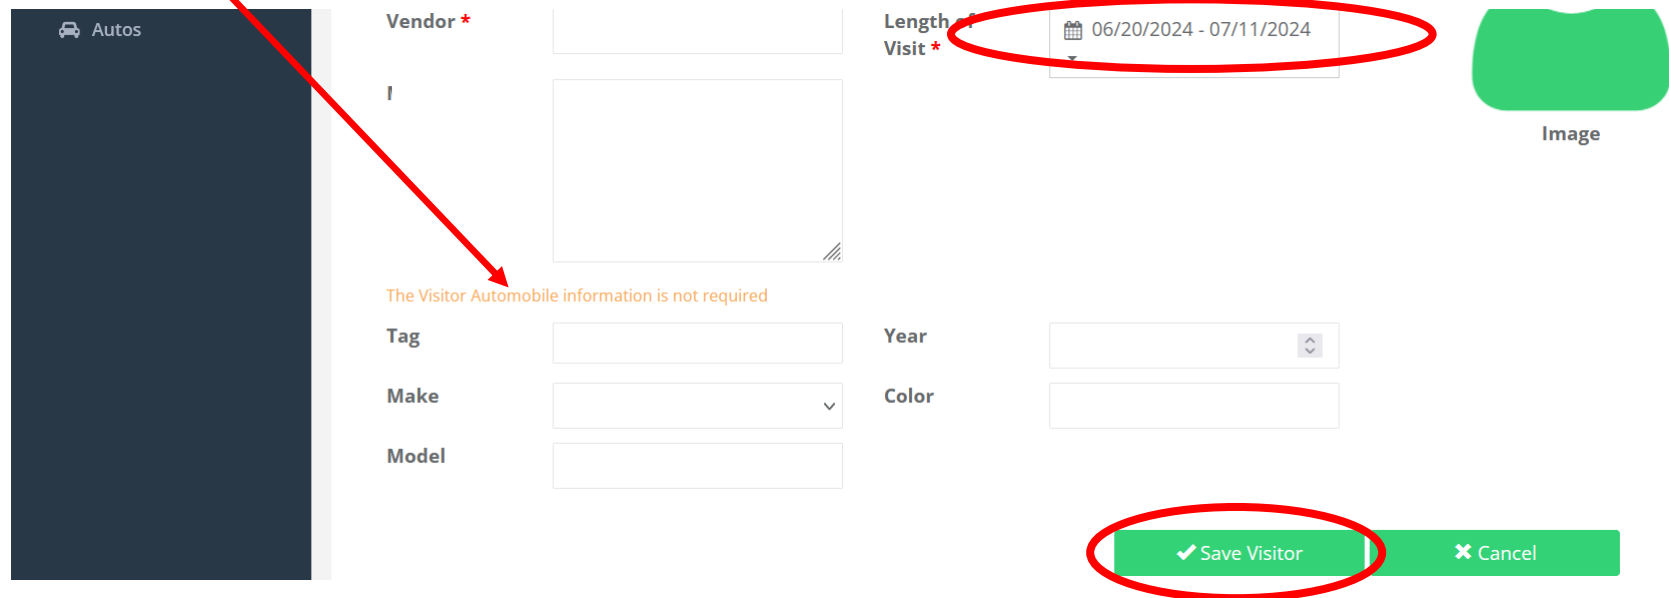 Autos
Vendor *
Length of
Visit *
06/20/2024 - 07/11/2024
Image
The Visitor Automobile information is not required
Tag
Year
Make
Color
Model
Save Visitor
Cancel